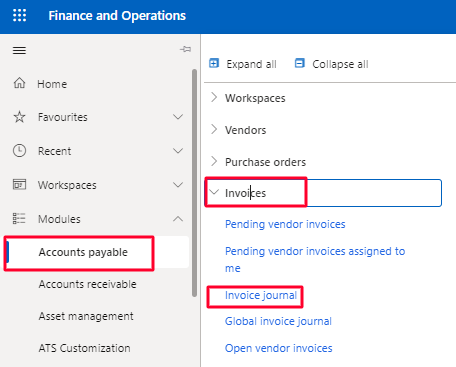 Finance and Operations
Home
Favourites
Recent
Workspaces
Modules
Accounts payable
Accounts receivable
Asset management
ATS Customization
Expand all
Collapse all
Workspaces
Vendors
Purchase orders
Invoices
Pending vendor invoices
Pending vendor invoices assigned to
me
Invoice journal
Global invoice journal
Open vendor invoices